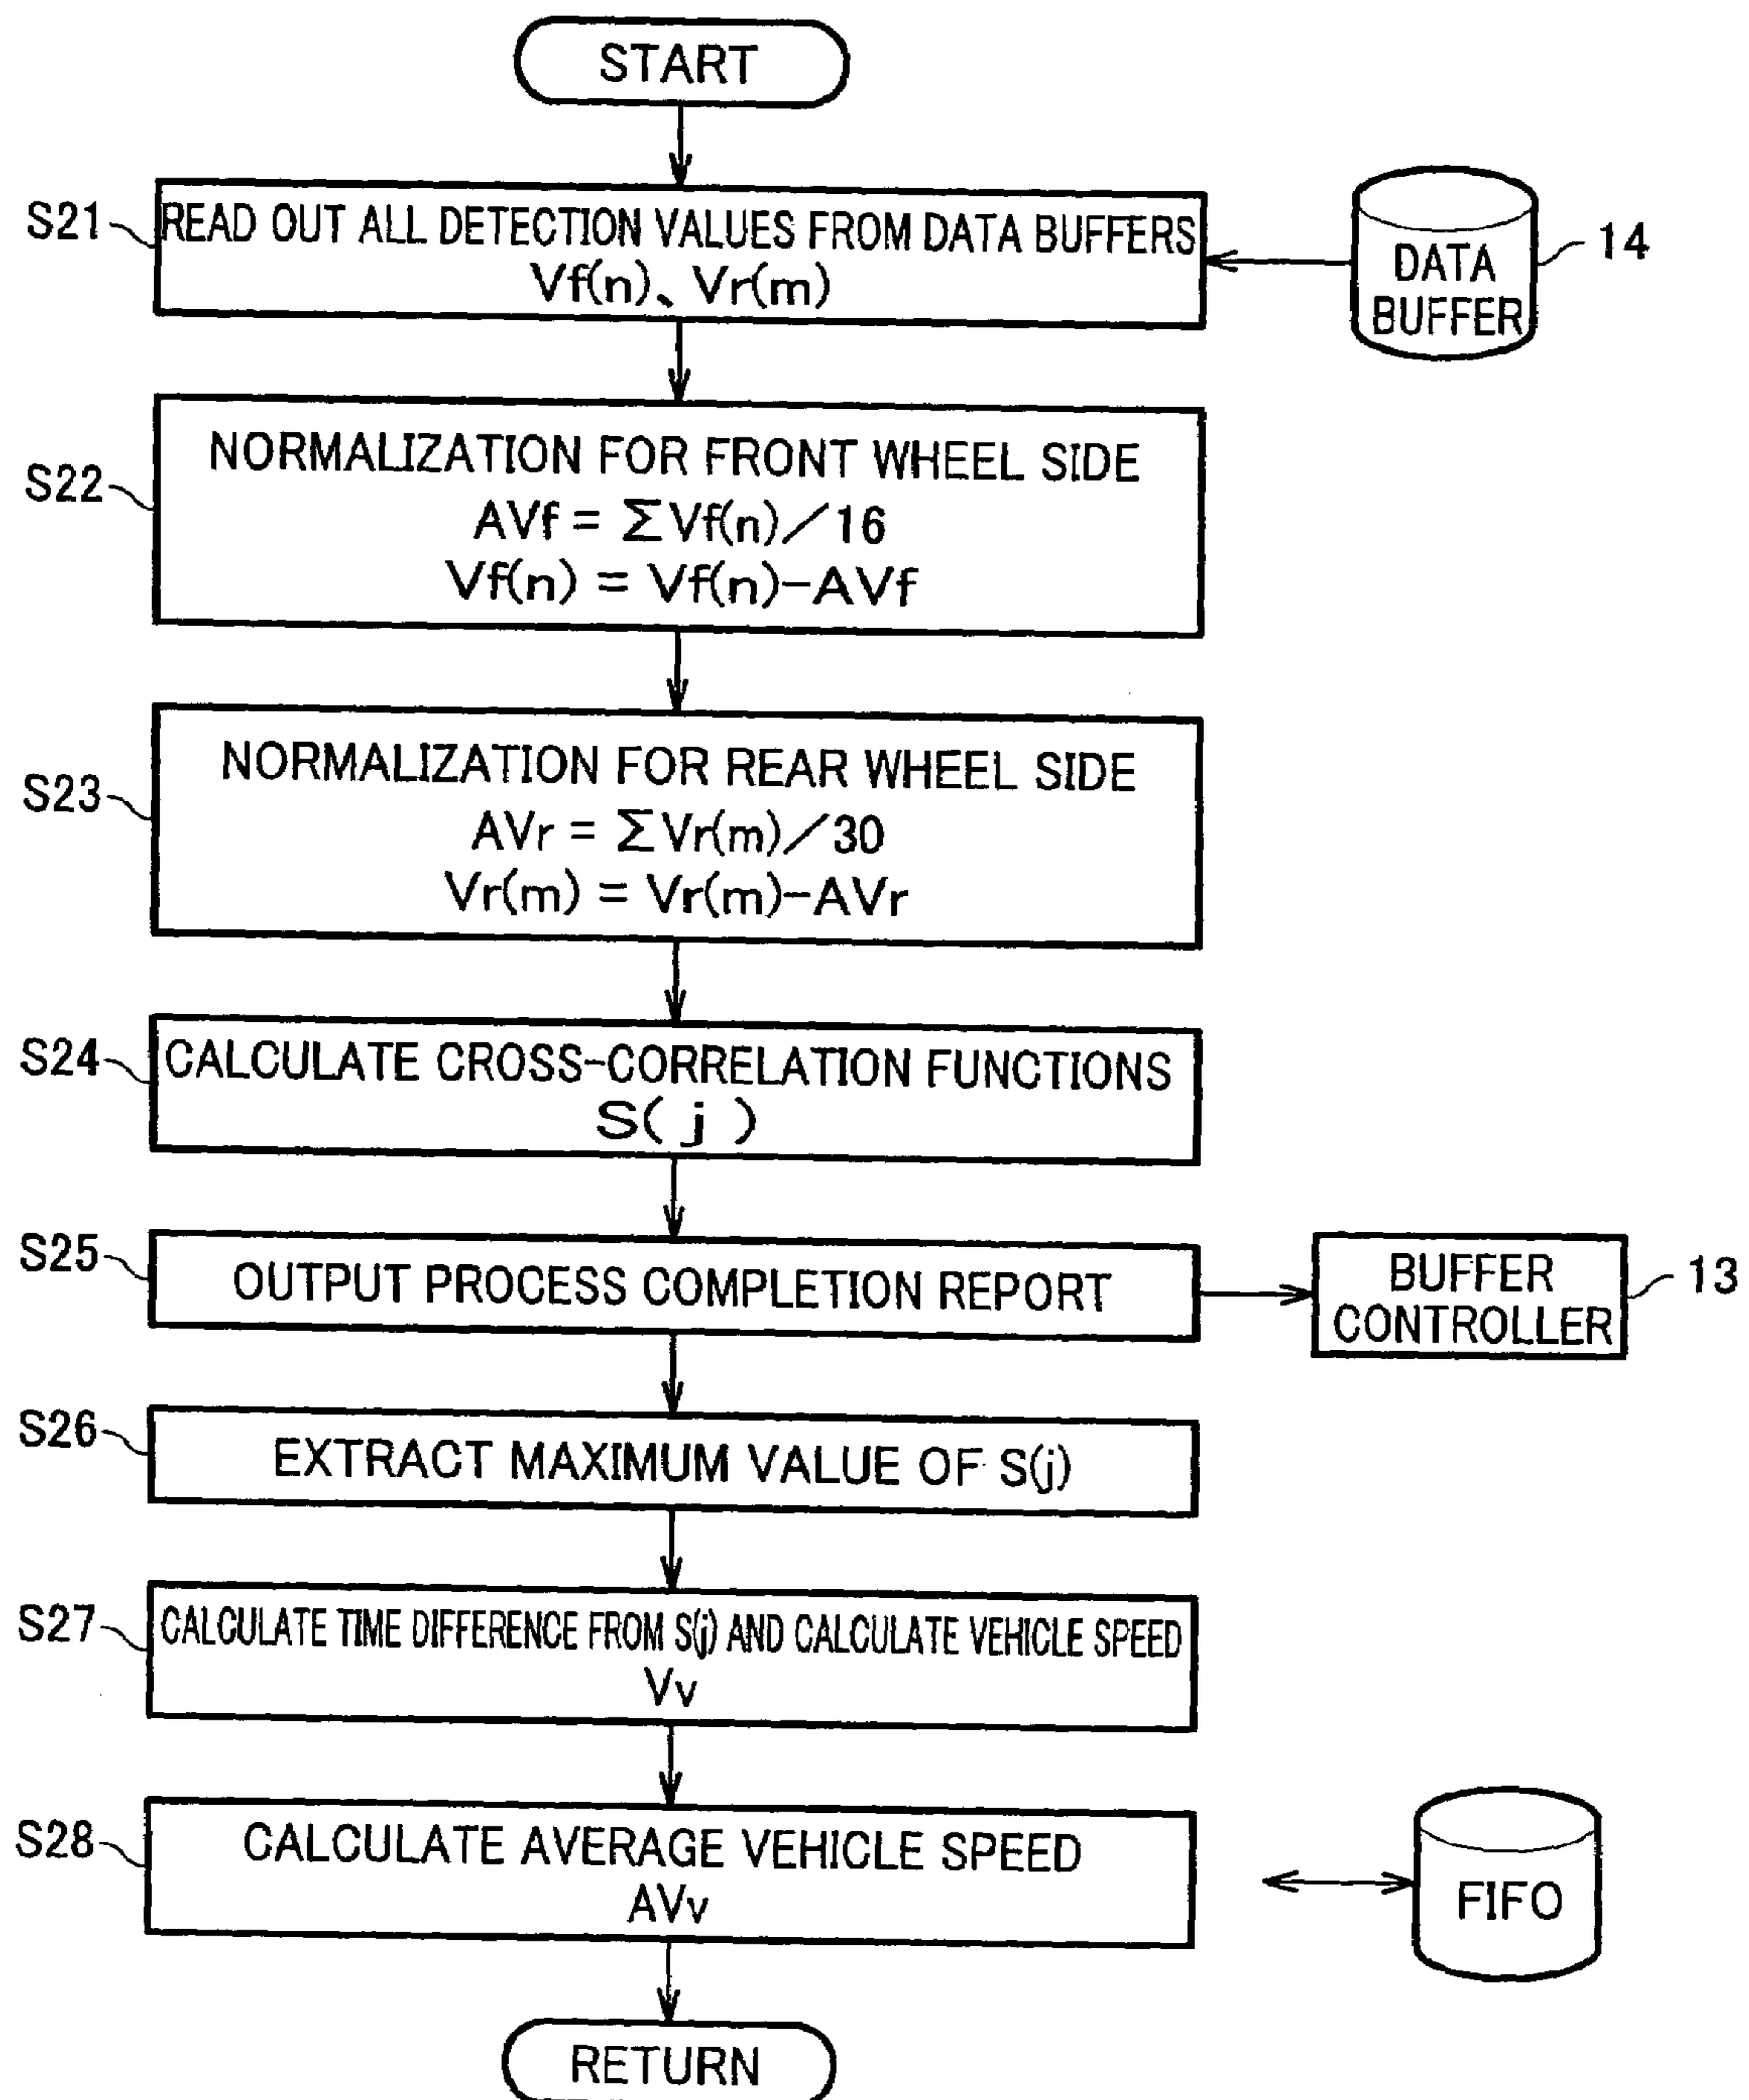 START
S21
READ OUT ALL DETECTION VALUES FROM DATA BUFFERS
Vf(n)、Vr(m)
DATA
BUFFER
14
S22
NORMALIZATION FOR FRONT WHEEL SIDE
AVf = ΣVf(n)/16
Vf(n) = Vf(n)-AVf
S23
NORMALIZATION FOR REAR WHEEL SIDE
AVr = ΣVr(m)/30
Vr(m) = Vr(m)-AVr
S24
CALCULATE CROSS-CORRELATION FUNCTIONS
S( j )
S25
OUTPUT PROCESS COMPLETION REPORT
BUFFER
CONTROLLER
13
S26
EXTRACT MAXIMUM VALUE OF S(j)
S27
CALCULATE TIME DIFFERENCE FROM S(j) AND CALCULATE VEHICLE SPEED
Vv
S28
CALCULATE AVERAGE VEHICLE SPEED
AVv
FIFO
RETURN